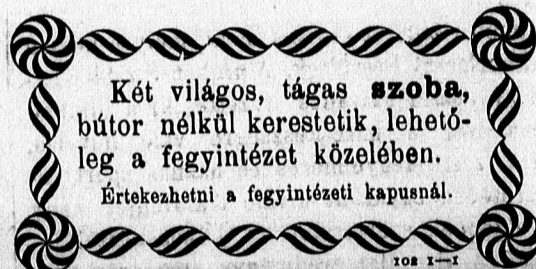 Két világos, tágas szoba,
bútor nélkül kerestetik, lehető-
leg a fegyintézet közelében.
Értekezhetni a fegyintézeti kapusnál.
102 1—1